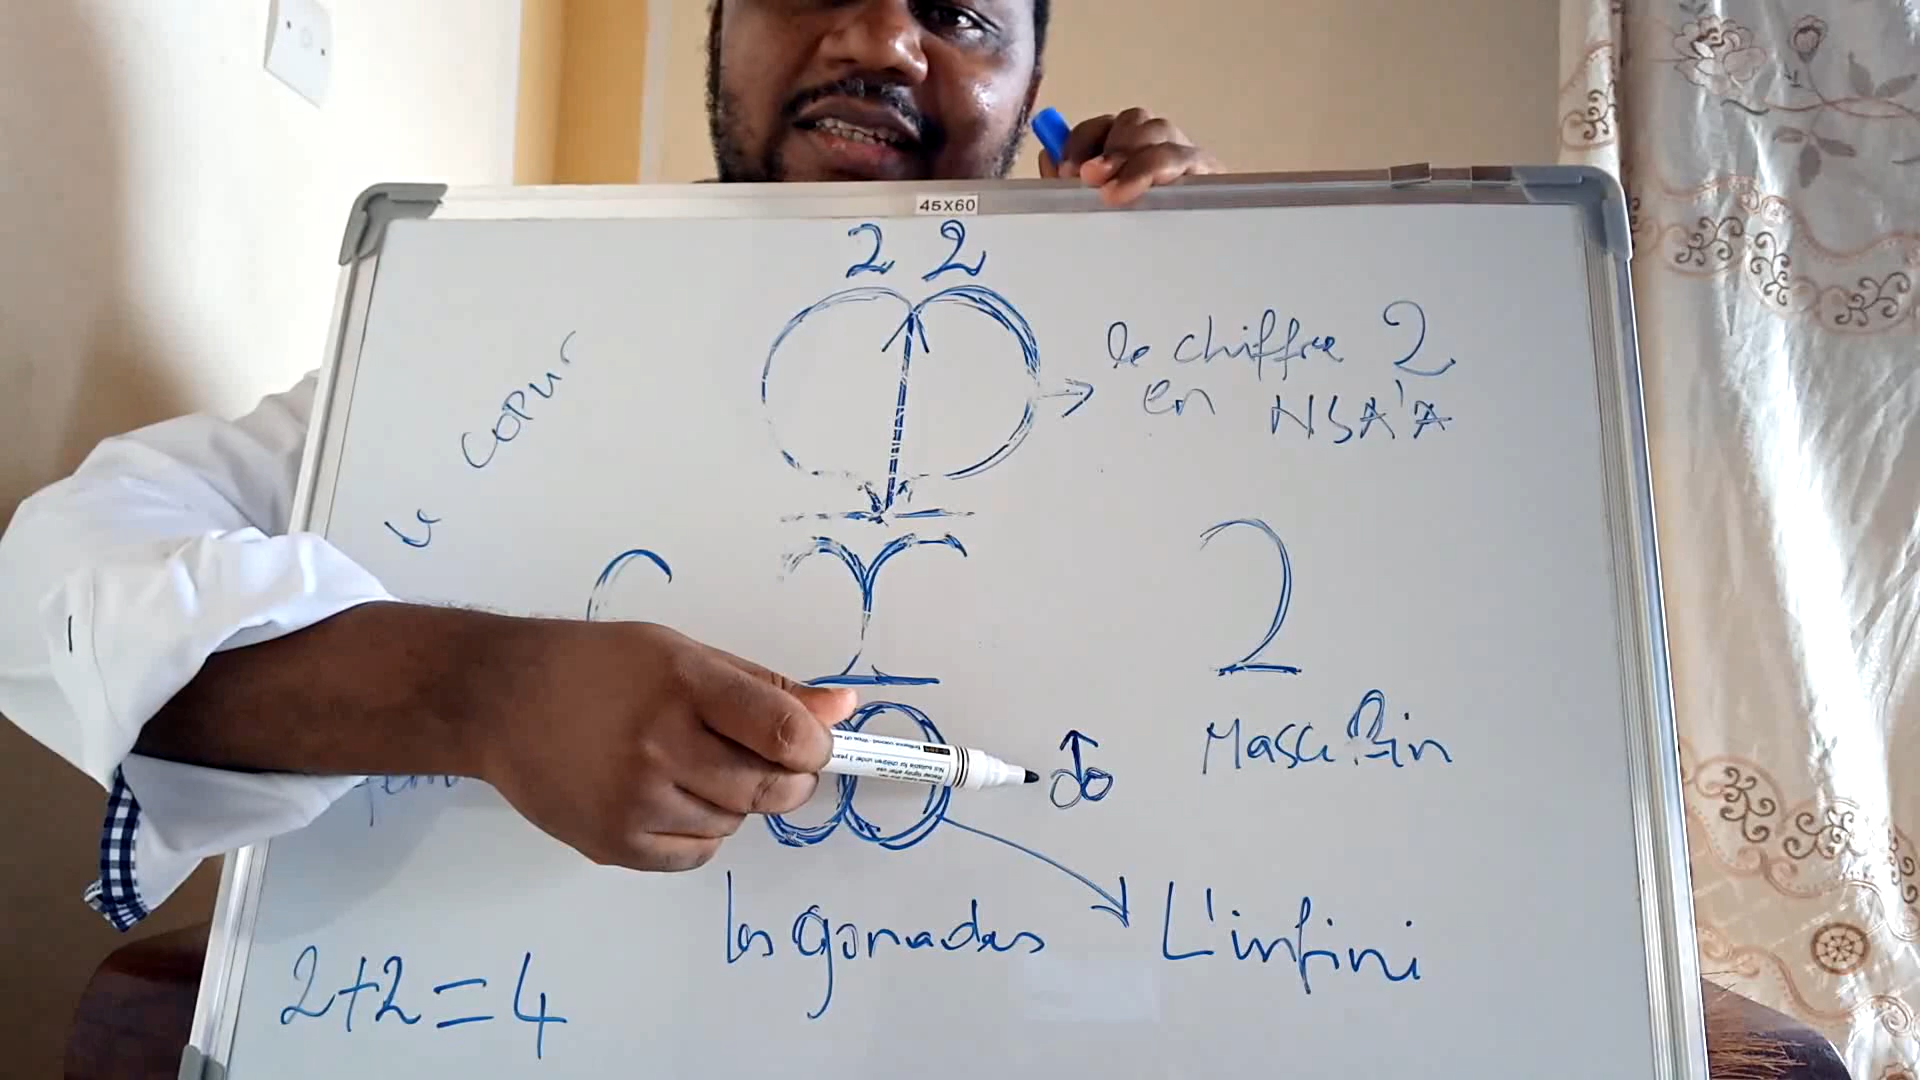 45X60
2 2
le chiffre 2
en NSA'A
le coeur
2
Masculin
les gonades
L'infini
2+2=4